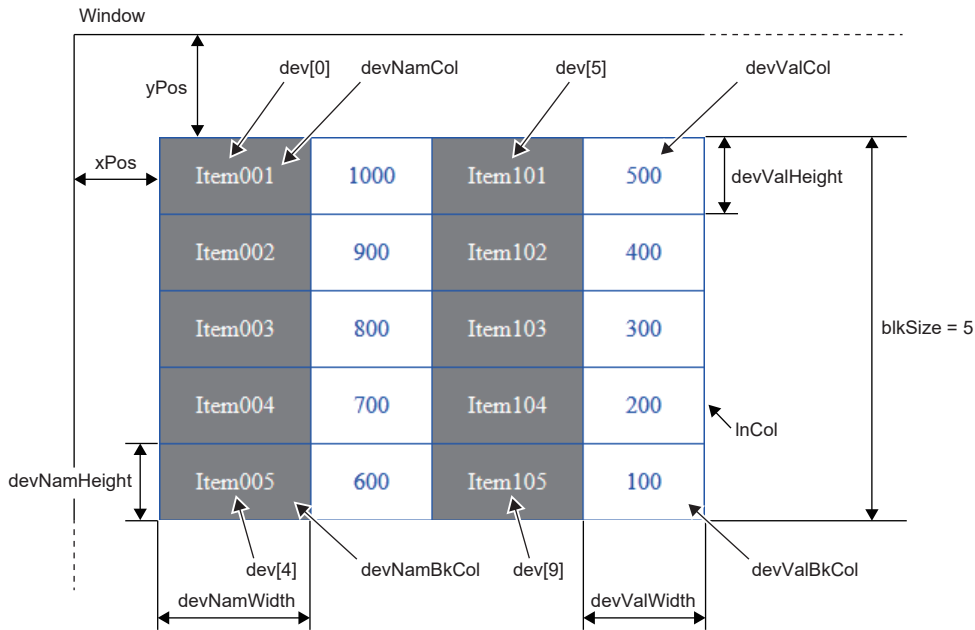 Window
dev[0] devNamCol dev[5] devValCol
yPos
xPos
Item001 1000 Item101 500
devValHeight
Item002 900 Item102 400
Item003 800 Item103 300
blkSize = 5
Item004 700 Item104 200
lnCol
devNamHeight
Item005 600 Item105 100
dev[4] devNamBkCol dev[9] devValBkCol
devNamWidth devValWidth